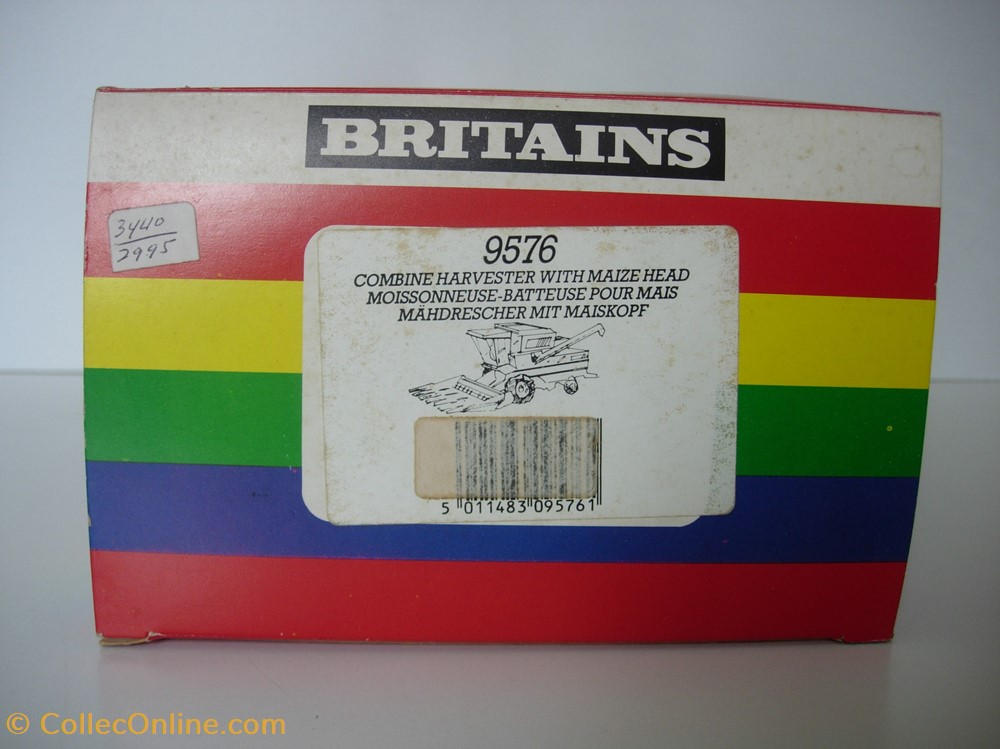 BRITAINS
3440
2995
9576
COMBINE HARVESTER WITH MAIZE HEAD
MOISSONNEUSE-BATTEUSE POUR MAIS
MÄHDRESCHER MIT MAISKOPF
5 011483 095761
© CollecOnline.com